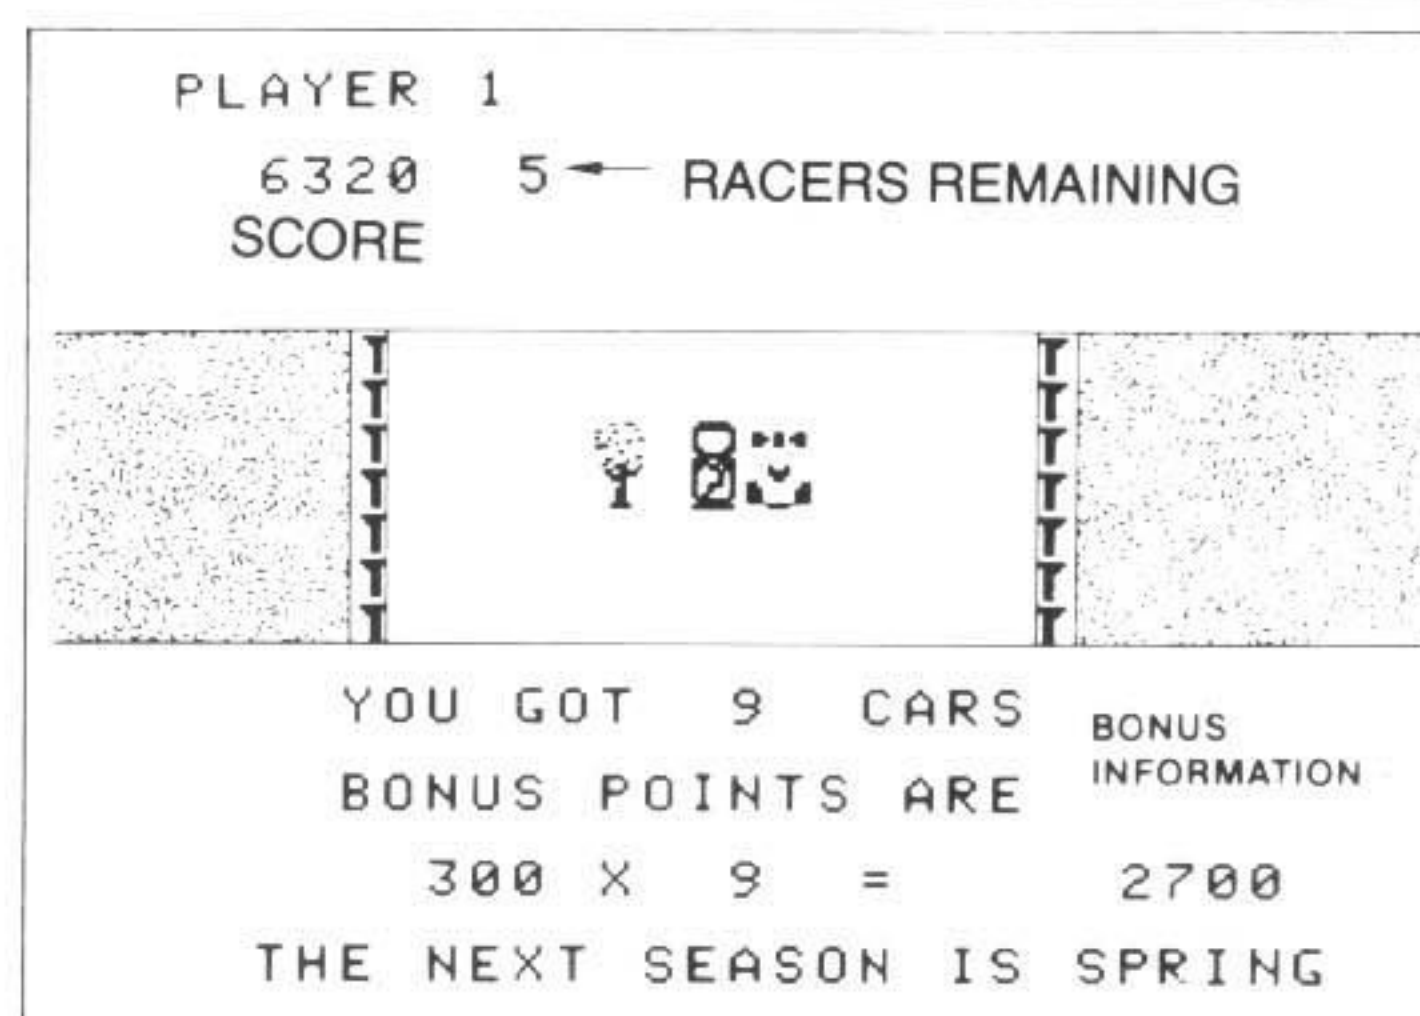 PLAYER 1
6320 5 ← RACERS REMAINING
SCORE
YOU GOT 9 CARS
BONUS
INFORMATION
BONUS POINTS ARE
300 X 9 = 2700
THE NEXT SEASON IS SPRING